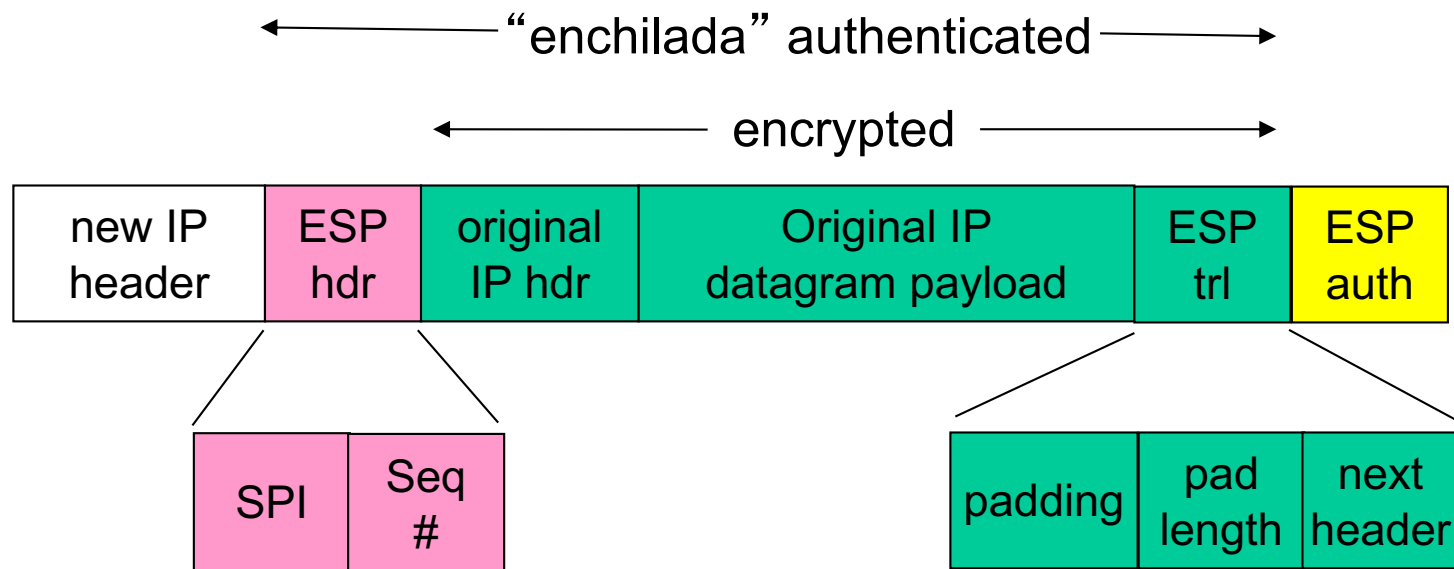 “enchilada” authenticated
encrypted
new IP
header
ESP
hdr
original
IP hdr
Original IP
datagram payload
ESP
trl
ESP
auth
SPI
Seq
#
padding
pad
length
next
header